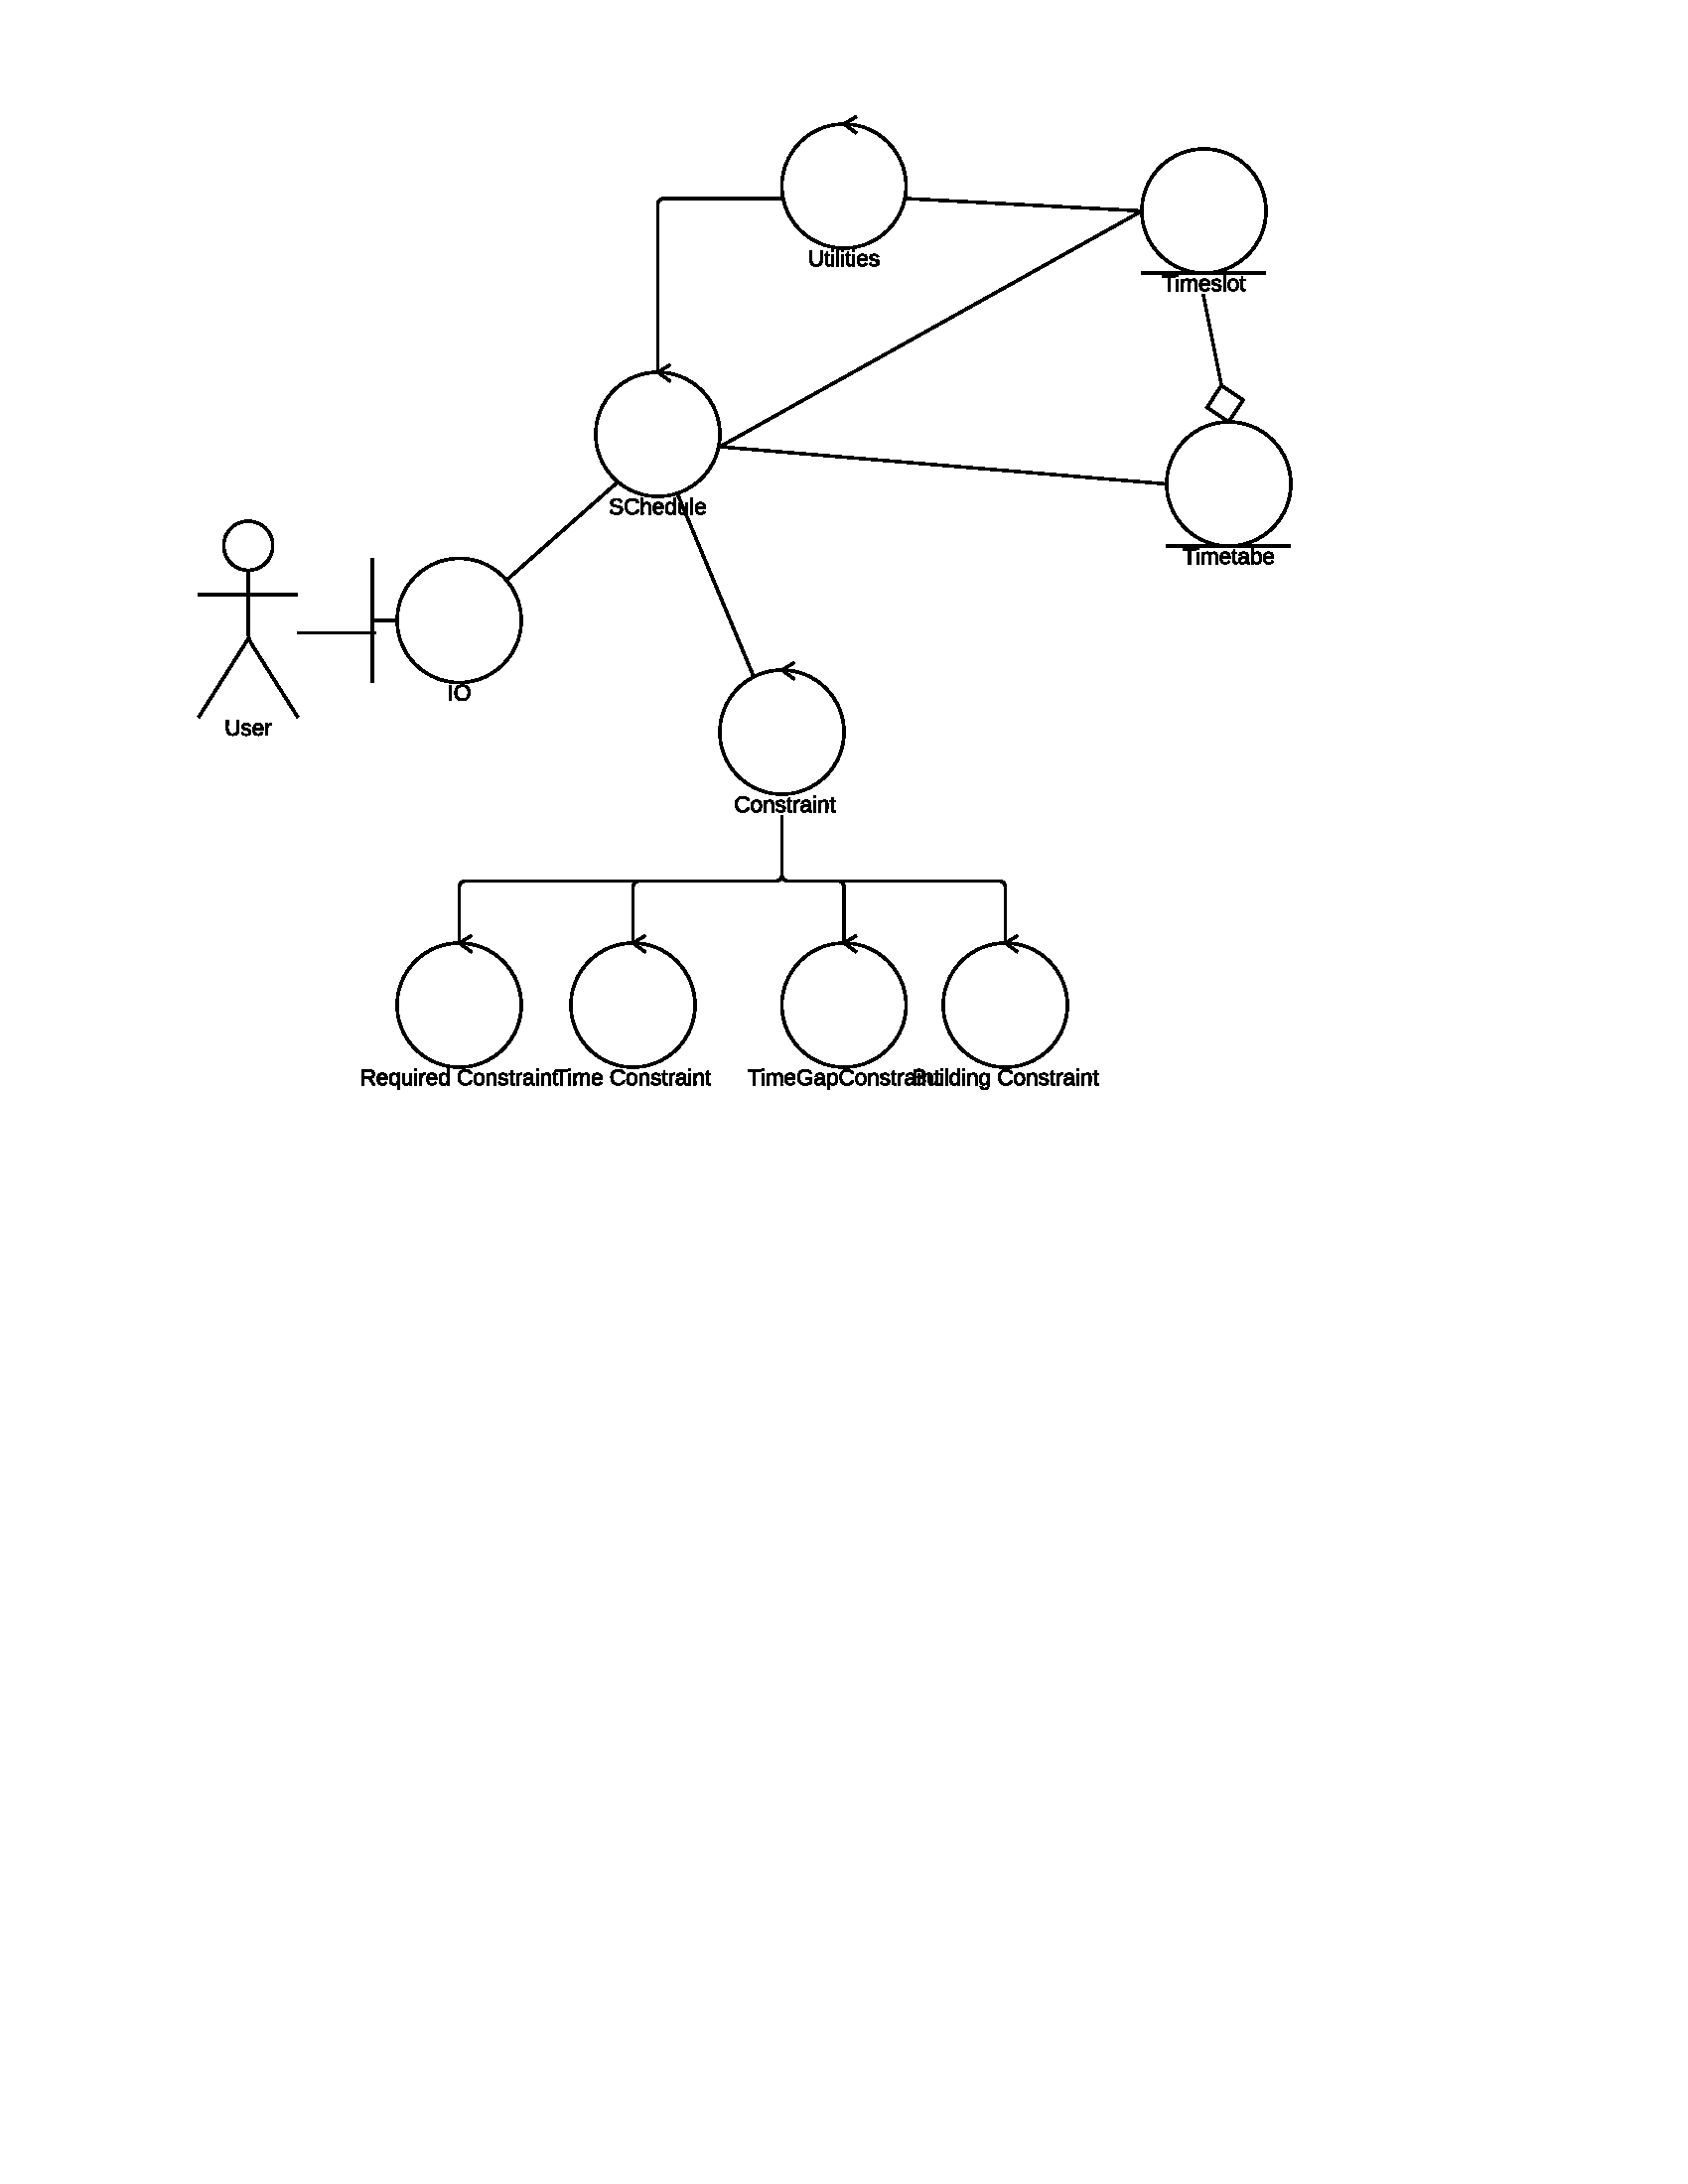 Utilities
Timeslot
SChedule
Timetabe
IO
User
Constraint
Required Constraint
Time Constraint
TimeGapConstraint
Building Constraint